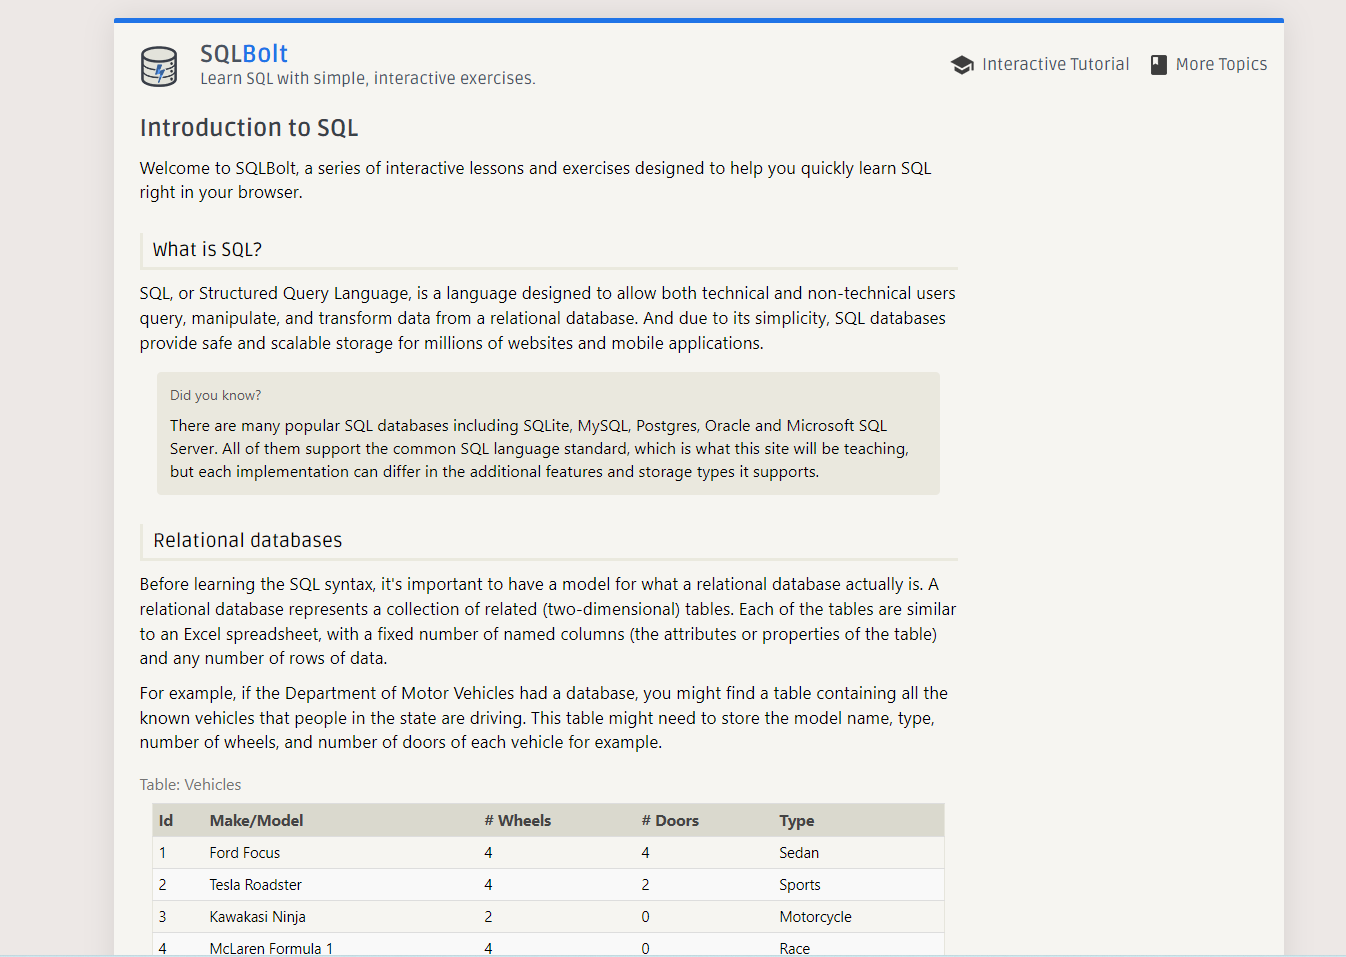 SQLBolt
Learn SQL with simple, interactive exercises.
Interactive Tutorial
More Topics
Introduction to SQL
Welcome to SQLBolt, a series of interactive lessons and exercises designed to help you quickly learn SQL
right in your browser.
What is SQL?
SQL, or Structured Query Language, is a language designed to allow both technical and non-technical users
query, manipulate, and transform data from a relational database. And due to its simplicity, SQL databases
provide safe and scalable storage for millions of websites and mobile applications.
Did you know?
There are many popular SQL databases including SQLite, MySQL, Postgres, Oracle and Microsoft SQL
Server. All of them support the common SQL language standard, which is what this site will be teaching,
but each implementation can differ in the additional features and storage types it supports.
Relational databases
Before learning the SQL syntax, it's important to have a model for what a relational database actually is. A
relational database represents a collection of related (two-dimensional) tables. Each of the tables are similar
to an Excel spreadsheet, with a fixed number of named columns (the attributes or properties of the table)
and any number of rows of data.
For example, if the Department of Motor Vehicles had a database, you might find a table containing all the
known vehicles that people in the state are driving. This table might need to store the model name, type,
number of wheels, and number of doors of each vehicle for example.
Table: Vehicles
Id Make/Model # Wheels # Doors Type
1 Ford Focus 4 4 Sedan
2 Tesla Roadster 4 2 Sports
3 Kawakasi Ninja 2 0 Motorcycle
4 McLaren Formula 1 4 0 Race